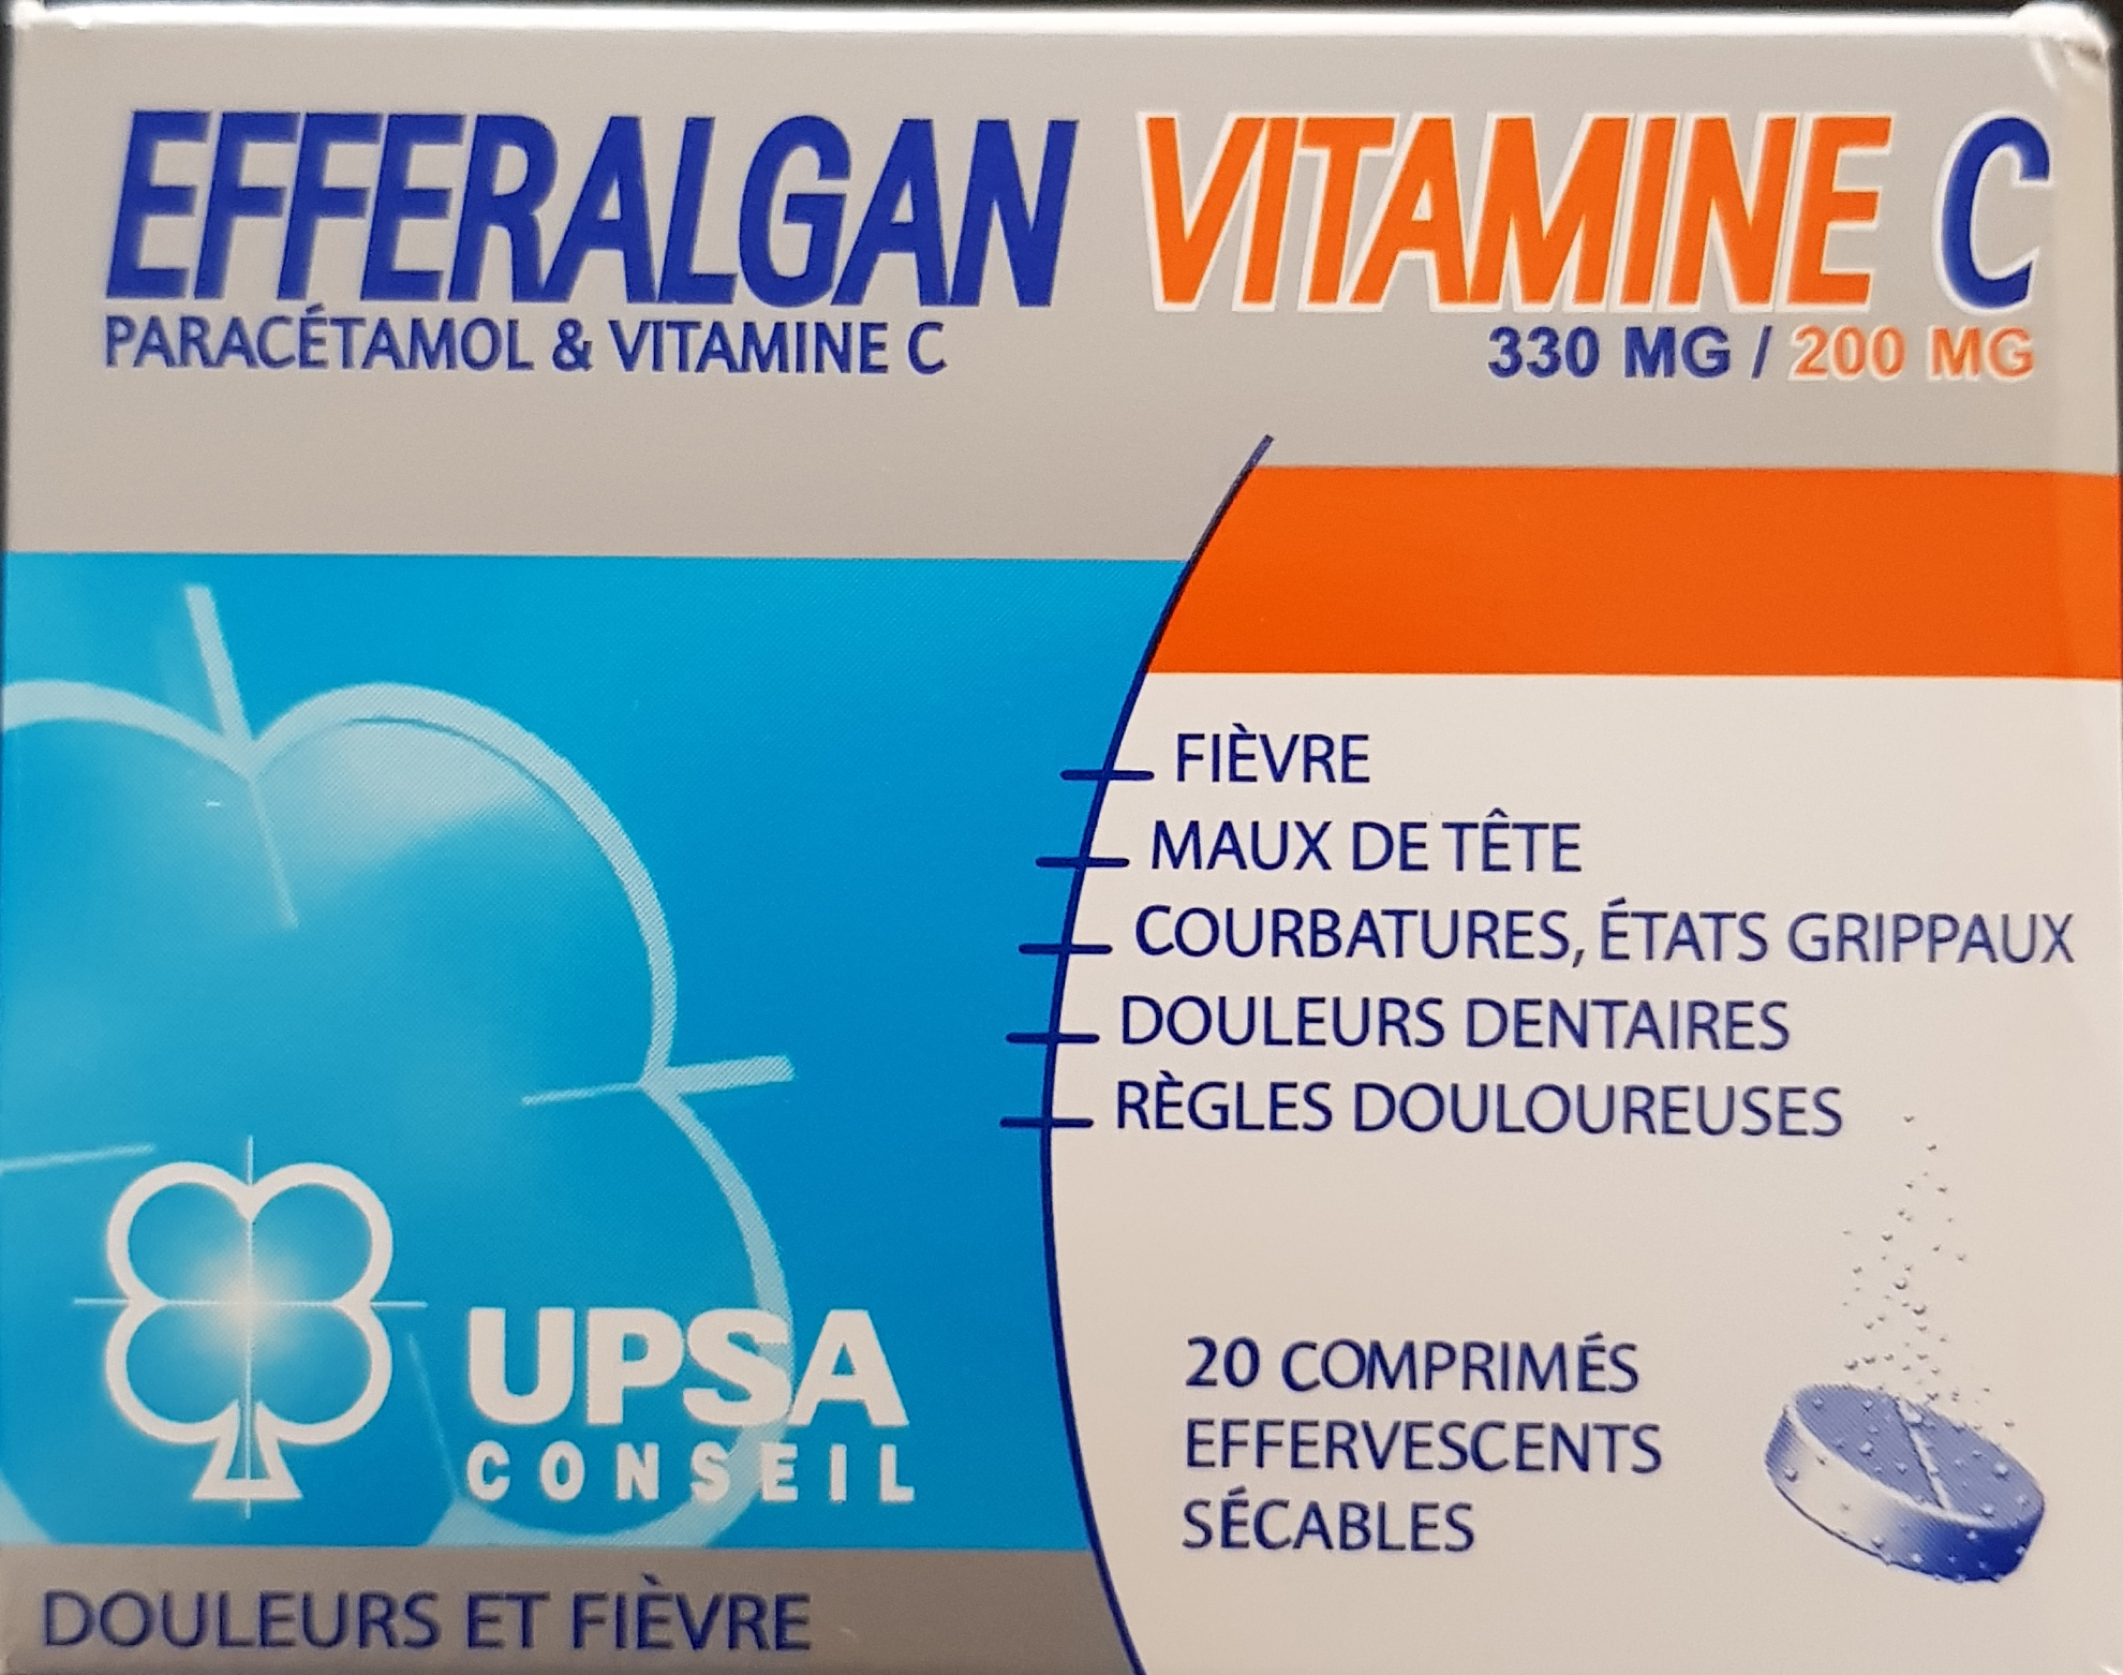 EFFERALGAN VITAMINE C
PARACÉTAMOL & VITAMINE C
330 MG / 200 MG
FIÈVRE
MAUX DE TÊTE
COURBATURES, ÉTATS GRIPPAUX
DOULEURS DENTAIRES
RÈGLES DOULOUREUSES
UPSA
CONSEIL
20 COMPRIMÉS
EFFERVESCENTS
SÉCABLES
DOULEURS ET FIÈVRE